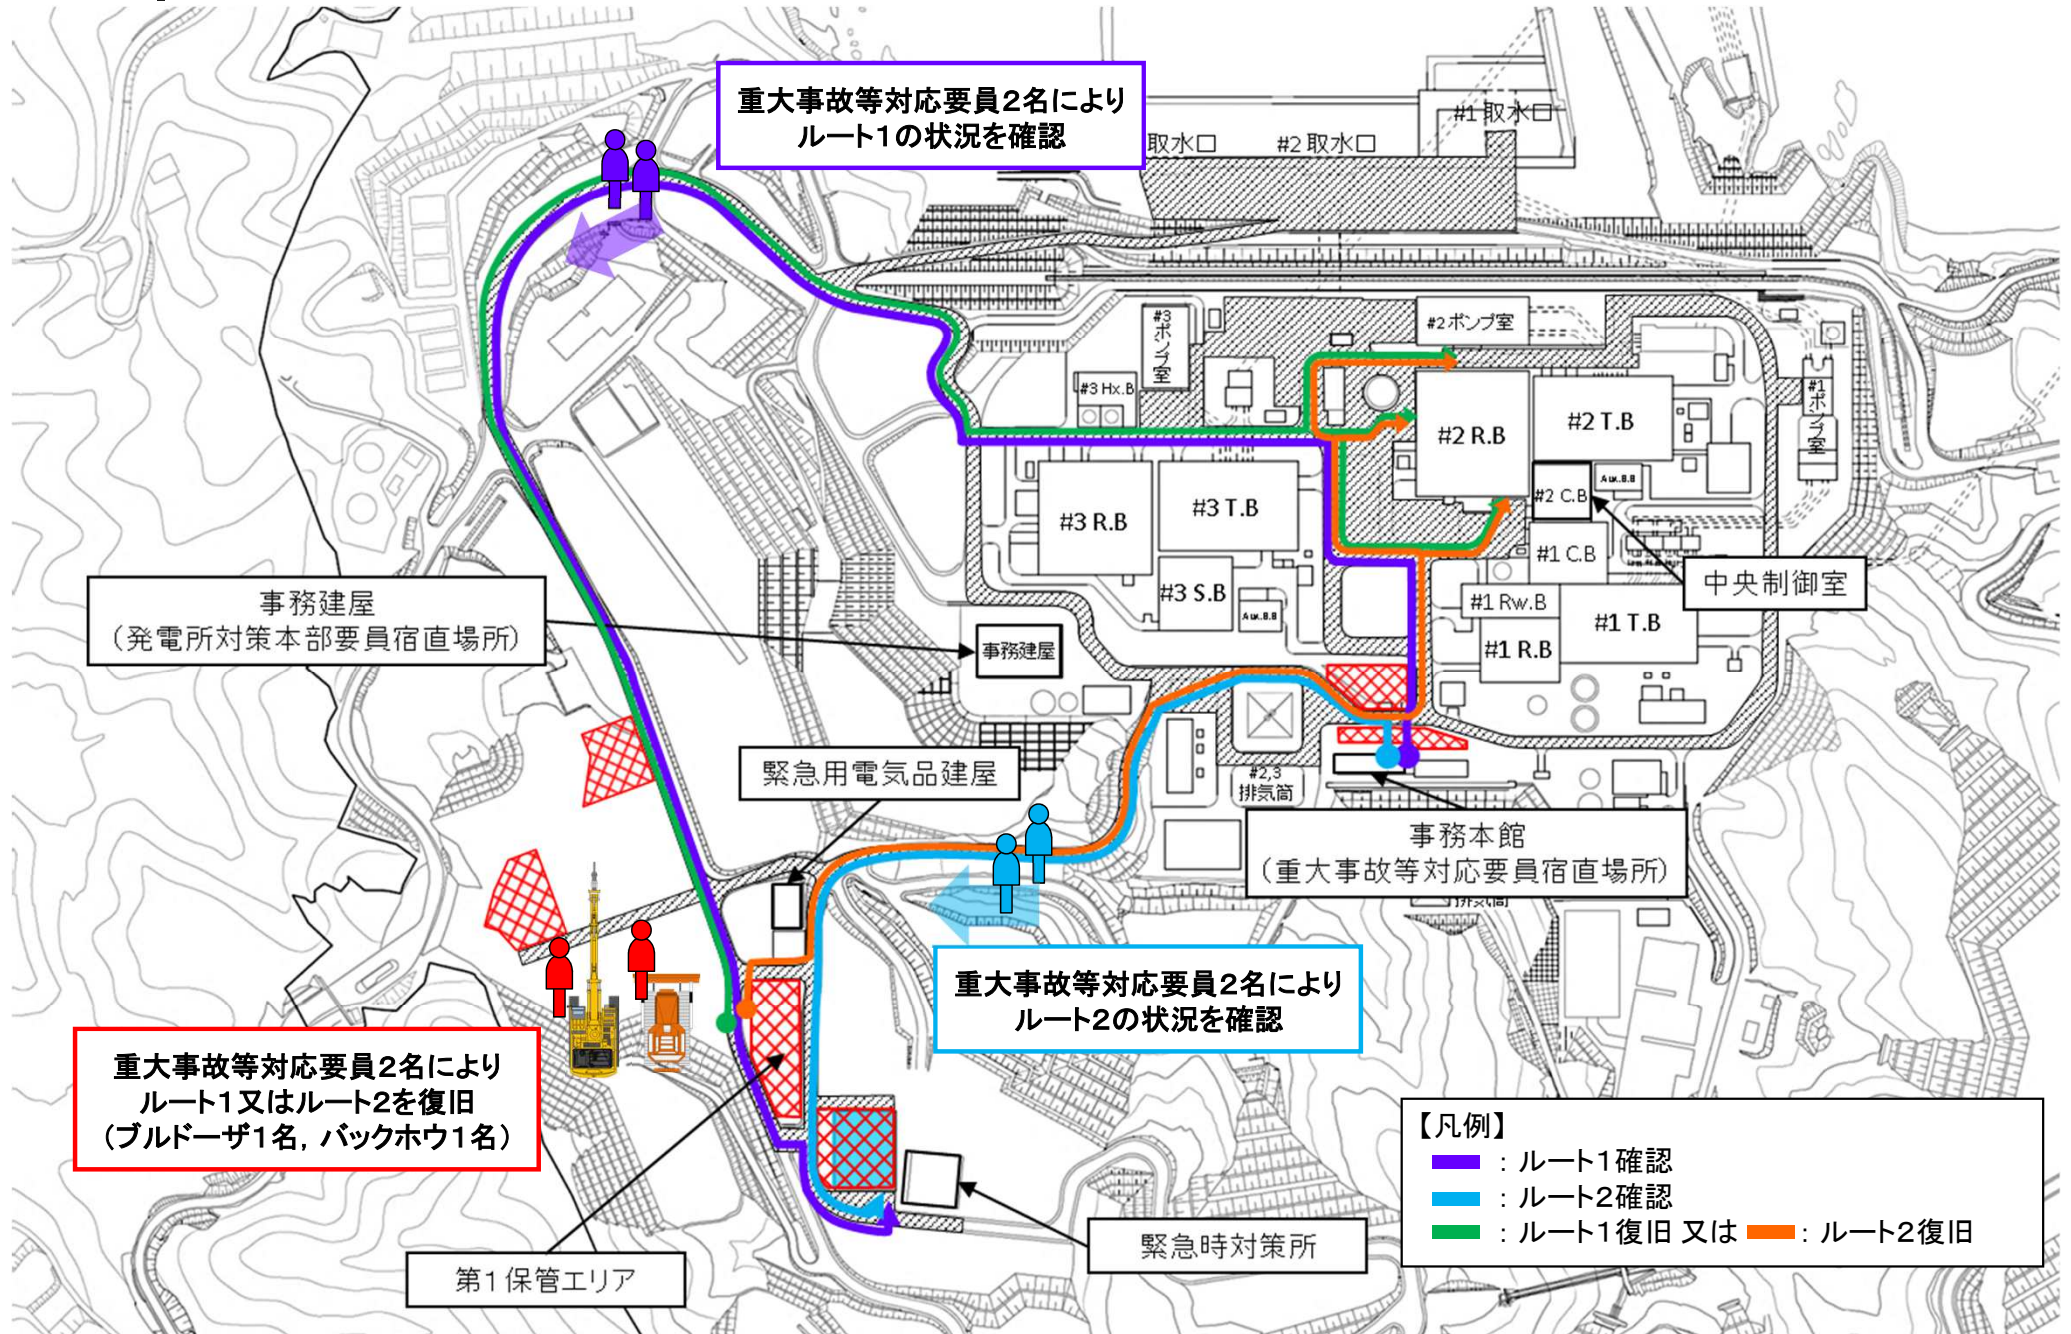 重大事故等対応要員2名により
ルート1の状況を確認
取水口
#2 取水口
#1 取水口
#3
ポンプ室
#2ポンプ室
#1
ポンプ室
#3 Hx.B
#2 R.B
#2 T.B
#3 R.B
#3 T.B
#2 C.B
Aux.B.B
#1 C.B
中央制御室
#3 S.B
Aux.B.B
#1 Rw.B
#1 R.B
#1 T.B
事務建屋
(発電所対策本部要員宿直場所)
事務建屋
緊急用電気品建屋
#2,3
排気筒
事務本館
(重大事故等対応要員宿直場所)
排気筒
重大事故等対応要員2名により
ルート2の状況を確認
重大事故等対応要員2名により
ルート1又はルート2を復旧
(ブルドーザ1名，バックホウ1名)
第1保管エリア
緊急時対策所
【凡例】
：ルート1確認
：ルート2確認
：ルート1復旧 又は ：ルート2復旧